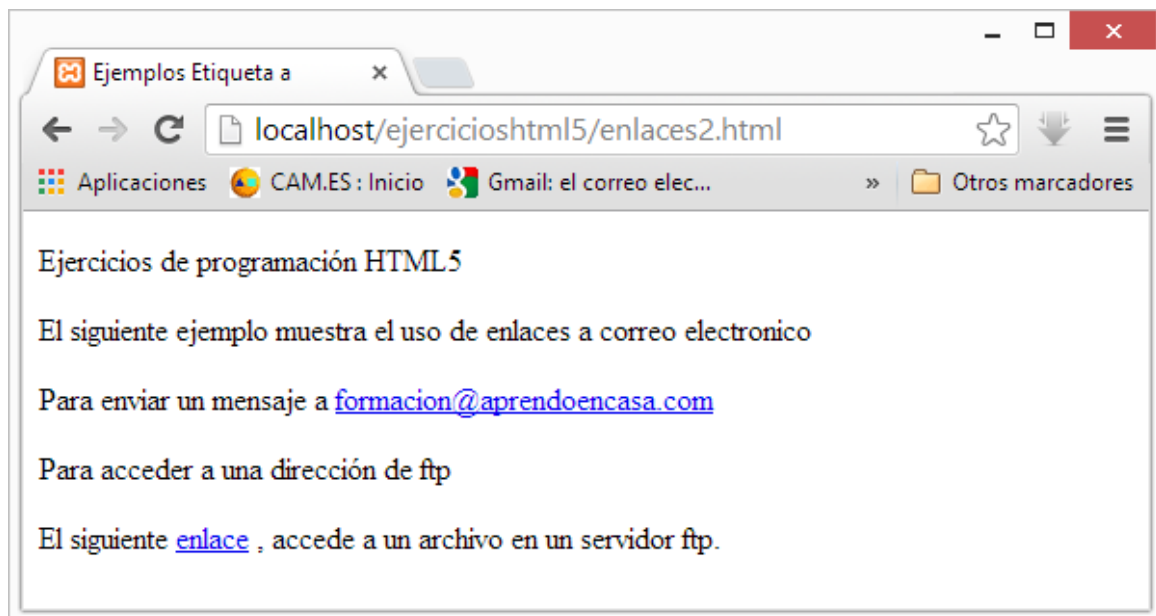 Ejemplos Etiqueta a
localhost/ejercicioshtml5/enlaces2.html
Aplicaciones CAM.ES : Inicio Gmail: el correo elec... » Otros marcadores
Ejercicios de programación HTML5
El siguiente ejemplo muestra el uso de enlaces a correo electronico
Para enviar un mensaje a formacion@aprendoencasa.com
Para acceder a una dirección de ftp
El siguiente enlace , accede a un archivo en un servidor ftp.